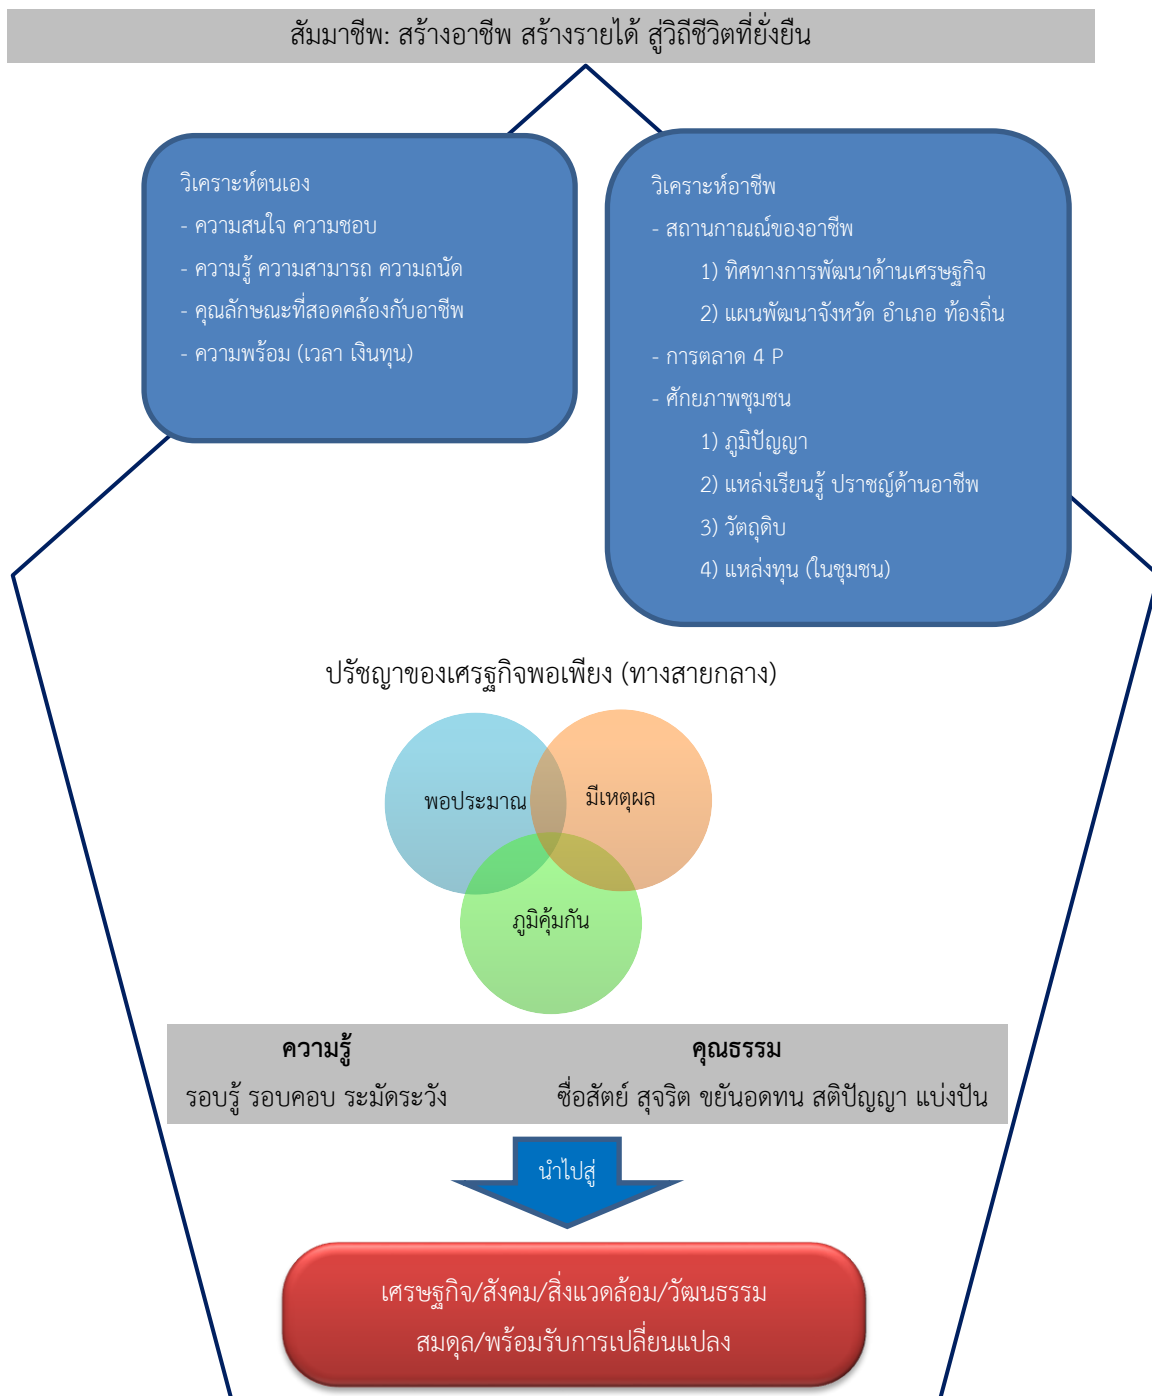 สัมมาชีพ: สร้างอาชีพ สร้างรายได้ สู่วิถีชีวิตที่ยั่งยืน
วิเคราะห์ตนเอง
- ความสนใจ ความชอบ
- ความรู้ ความสามารถ ความถนัด
- คุณลักษณะที่สอดคล้องกับอาชีพ
- ความพร้อม (เวลา เงินทุน)
วิเคราะห์อาชีพ
- สถานกาณณ์ของอาชีพ
1) ทิศทางการพัฒนาด้านเศรษฐกิจ
2) แผนพัฒนาจังหวัด อำเภอ ท้องถิ่น
- การตลาด 4 P
- ศักยภาพชุมชน
1) ภูมิปัญญา
2) แหล่งเรียนรู้ ปราชญ์ด้านอาชีพ
3) วัตถุดิบ
4) แหล่งทุน (ในชุมชน)
ปรัชญาของเศรฐกิจพอเพียง (ทางสายกลาง)
พอประมาณ
มีเหตุผล
ภูมิคุ้มกัน
ความรู้ คุณธรรม
รอบรู้ รอบคอบ ระมัดระวัง ซื่อสัตย์ สุจริต ขยันอดทน สติปัญญา แบ่งปัน
นำไปสู่
เศรษฐกิจ/สังคม/สิ่งแวดล้อม/วัฒนธรรม
สมดุล/พร้อมรับการเปลี่ยนแปลง